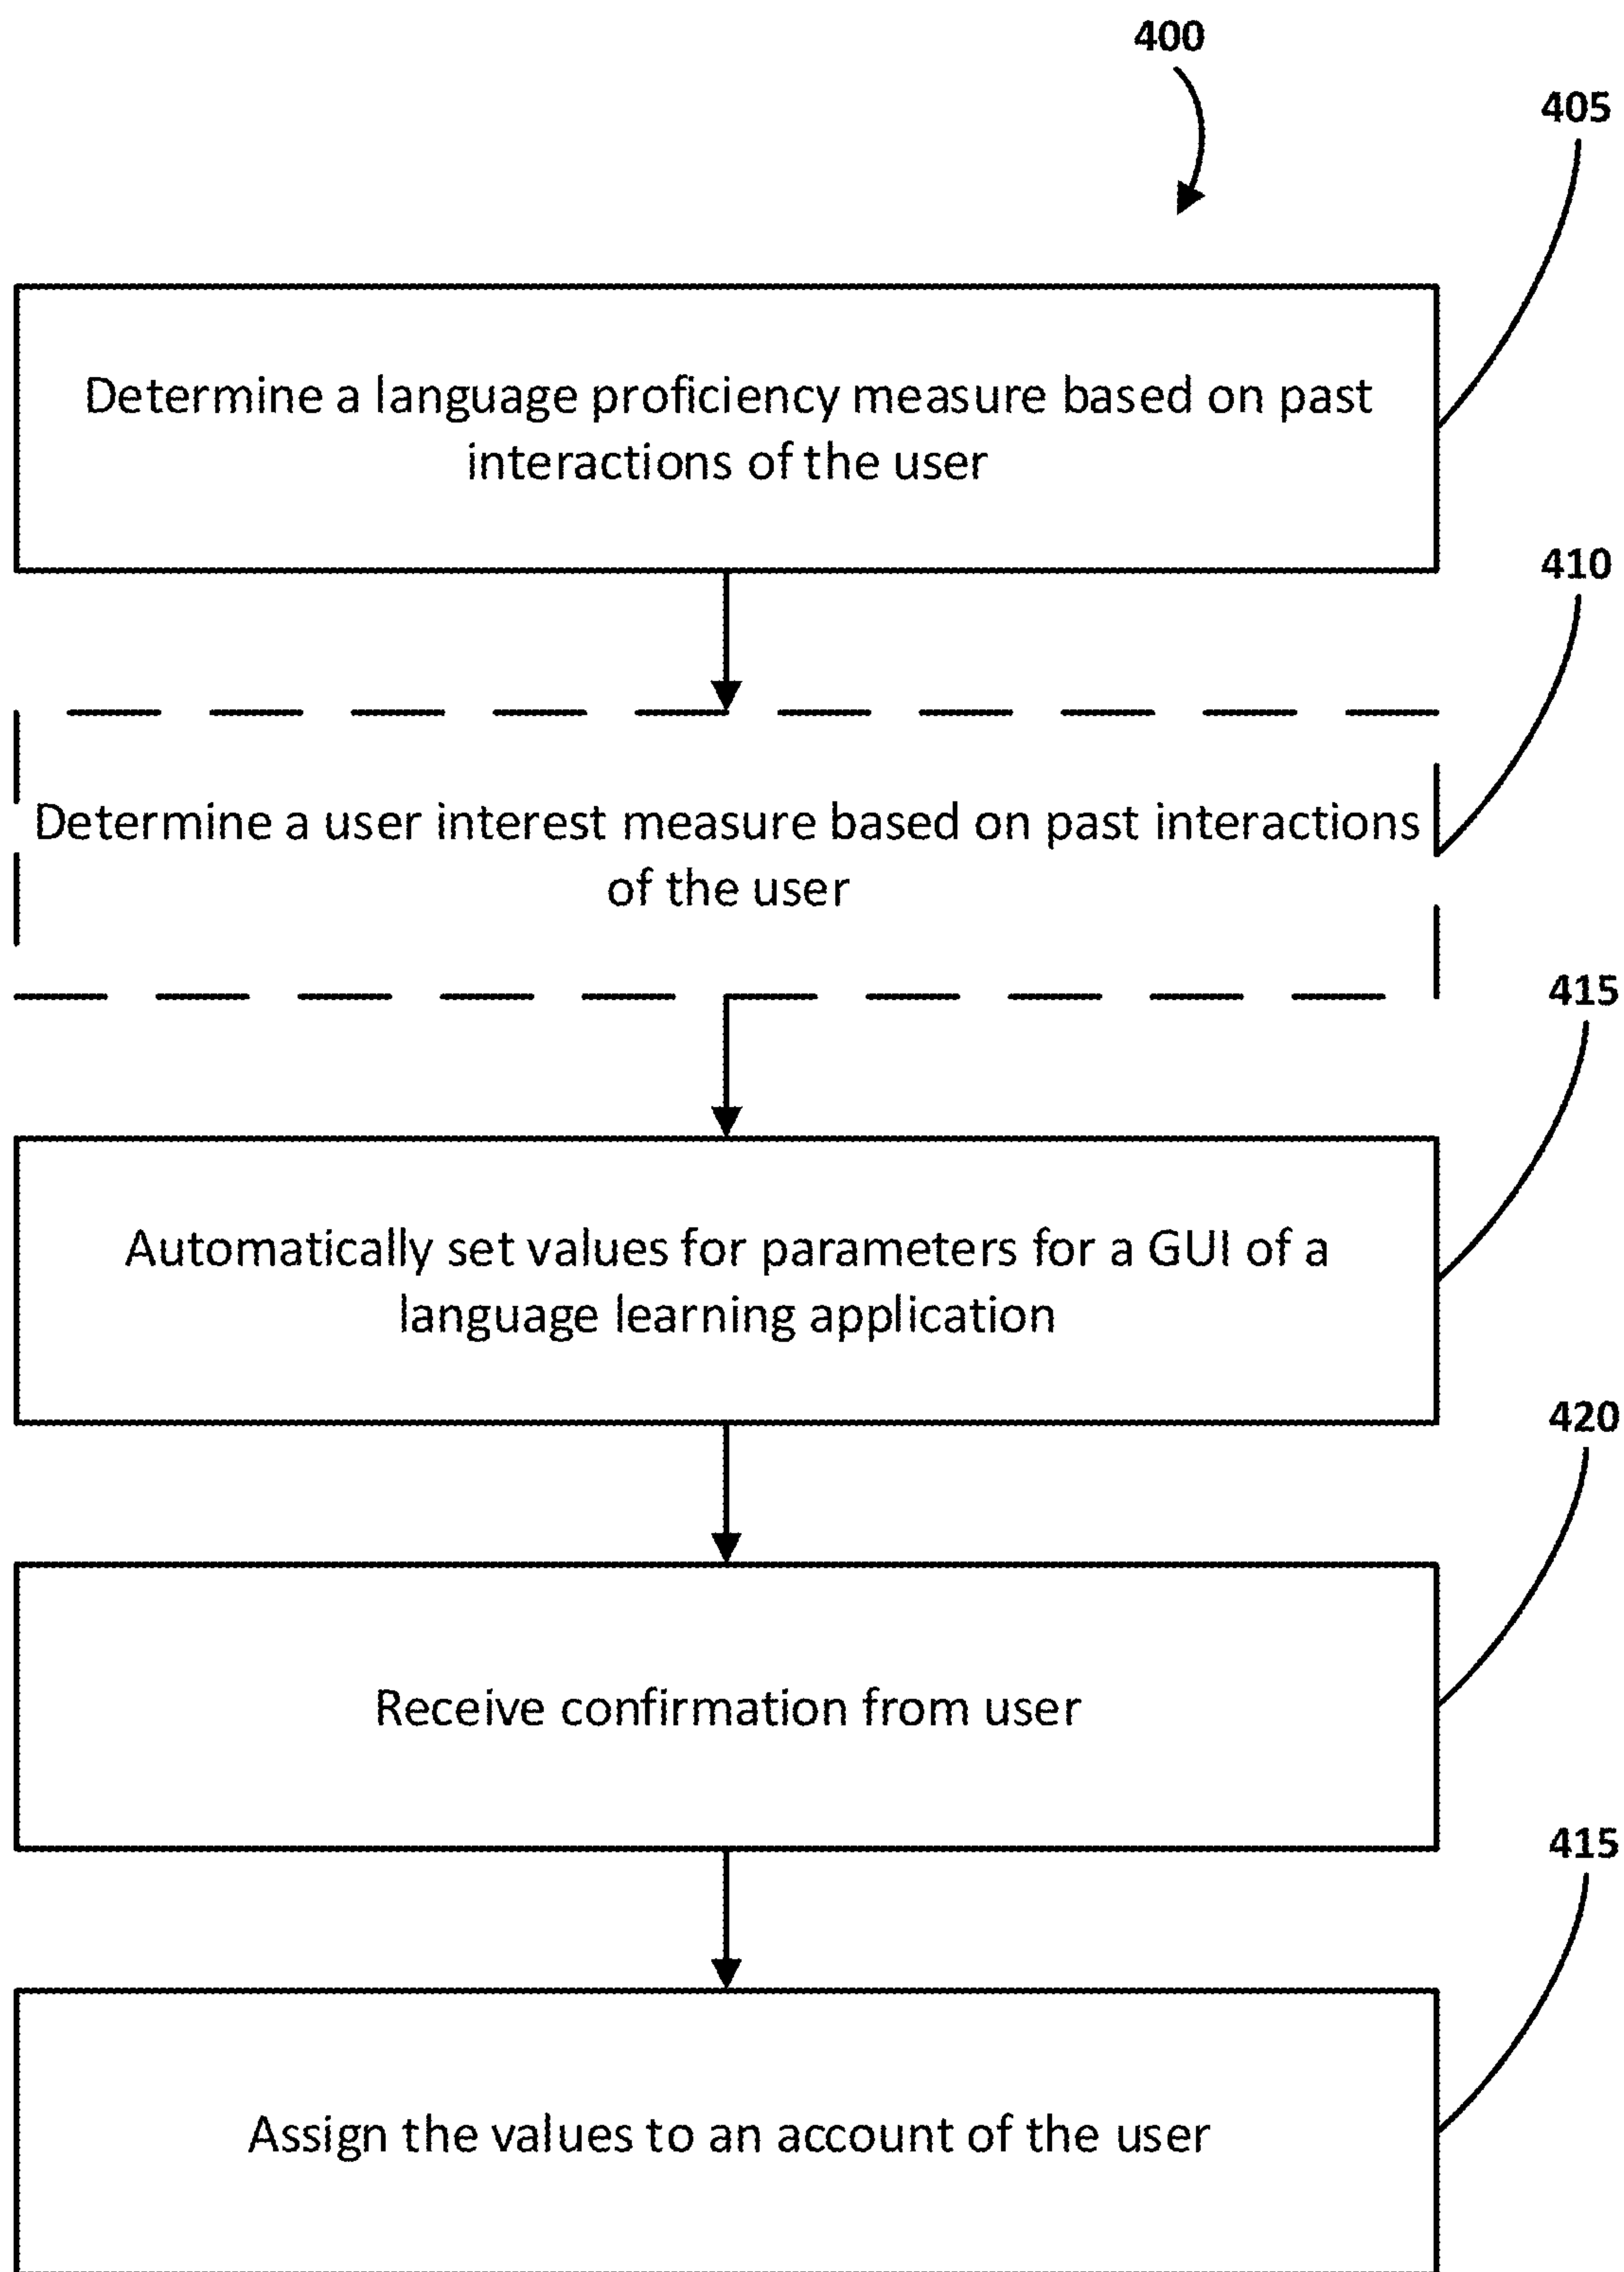 400
405
Determine a language proficiency measure based on past
interactions of the user
410
Determine a user interest measure based on past interactions
of the user
415
Automatically set values for parameters for a GUI of a
language learning application
420
Receive confirmation from user
415
Assign the values to an account of the user